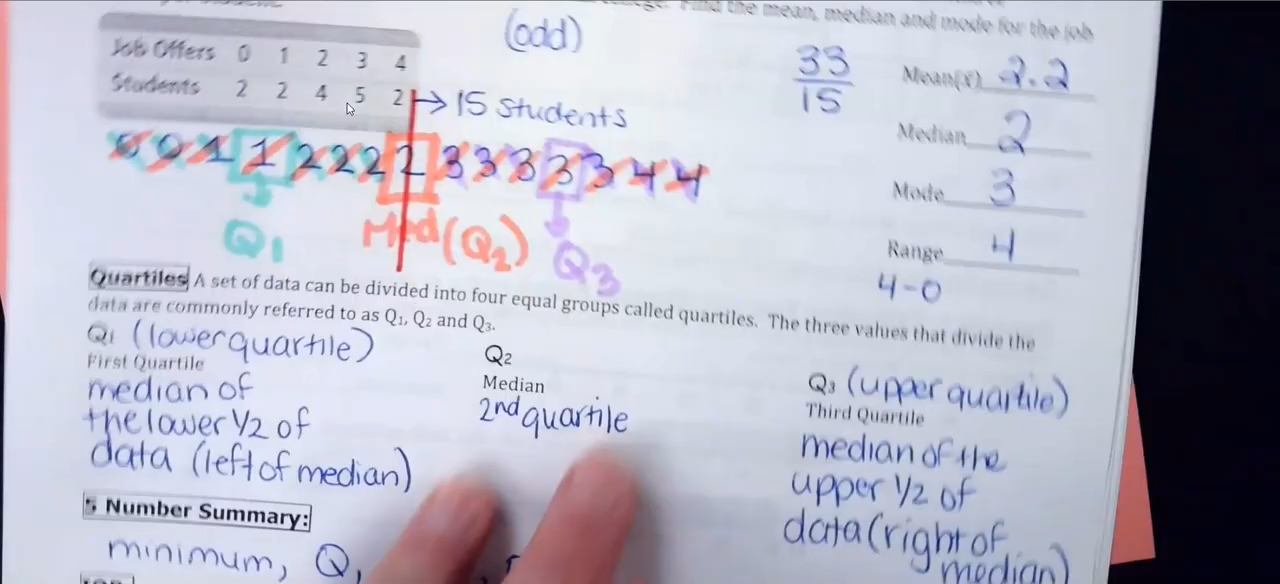 Find the mean, median and mode for the job
(odd)
Job Offers 0 1 2 3 4
Students 2 2 4 5 2
→ 15 students
33
15
Mean(x̄) 2.2
Median 2
Mode 3
Range 4
4-0
0 0 1 1 2 2 2 2 3 3 3 3 3 4 4
Q1
Med(Q2)
Q3
Quartiles A set of data can be divided into four equal groups called quartiles. The three values that divide the
data are commonly referred to as Q1, Q2 and Q3.
Q1 (lower quartile)
First Quartile
median of
the lower 1/2 of
data (left of median)
Q2
Median
2nd quartile
Q3 (upper quartile)
Third Quartile
median of the
upper 1/2 of
data (right of
median)
5 Number Summary:
minimum, Q1